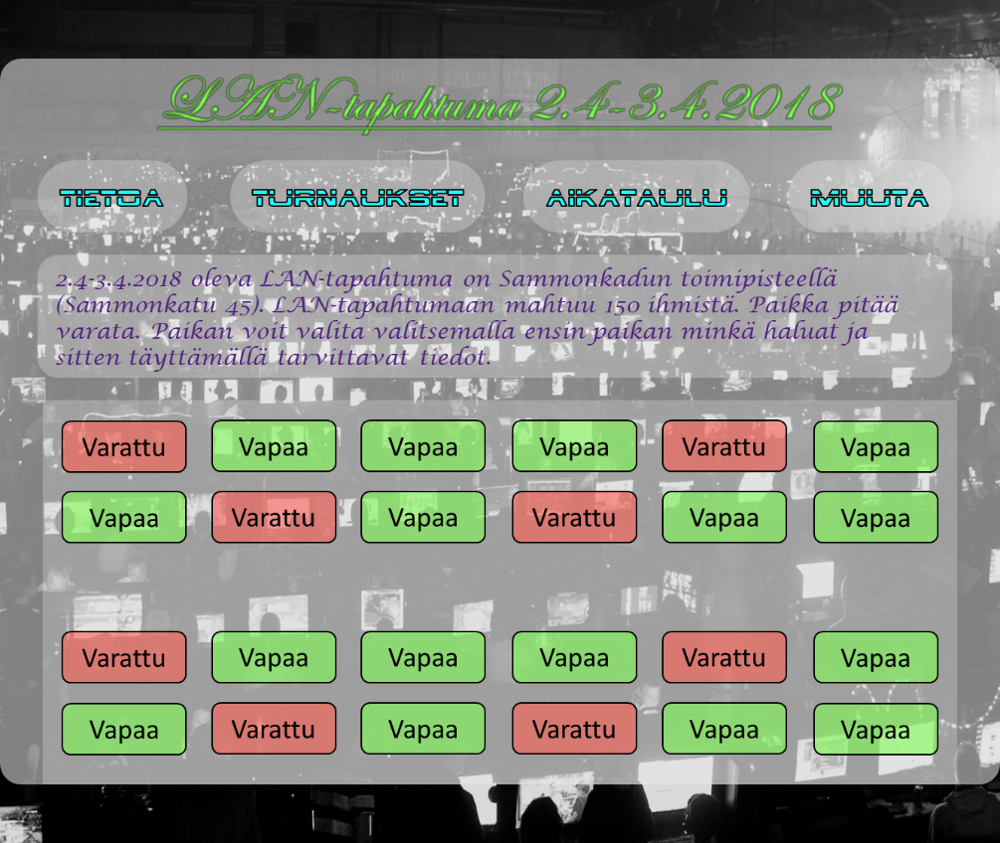 LAN-tapahtuma 2.4-3.4.2018
TIETOA TURNAUKSET AIKATAULU MUUTA
2.4-3.4.2018 oleva LAN-tapahtuma on Sammonkadun toimipisteellä
(Sammonkatu 45). LAN-tapahtumaan mahtuu 150 ihmistä. Paikka pitää
varata. Paikan voit valita valitsemalla ensin paikan minkä haluat ja
sitten täyttämällä tarvittavat tiedot.
Varattu Vapaa Vapaa Vapaa Varattu Vapaa
Vapaa Varattu Vapaa Varattu Vapaa Vapaa
Varattu Vapaa Vapaa Vapaa Varattu Vapaa
Vapaa Varattu Vapaa Varattu Vapaa Vapaa